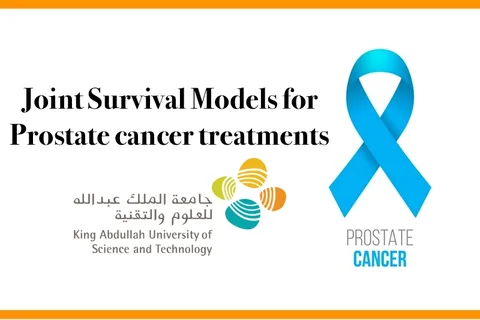 Joint Survival Models for
Prostate cancer treatments
جامعة الملك عبدالله
للعلوم والتقنية
King Abdullah University of
Science and Technology
PROSTATE
CANCER